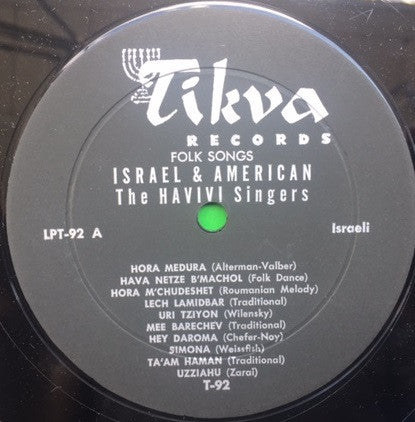 Tikva
RECORDS
FOLK SONGS
ISRAEL & AMERICAN
The HAVIVI Singers
LPT-92 A
Israeli
HORA MEDURA (Alterman-Valber)
HAVA NETZE B'MACHOL (Folk Dance)
HORA M'CHUDESHET (Roumanian Melody)
LECH LAMIDBAR (Traditional)
URI TZIYON (Wilensky)
MEE BARECHEV (Traditional)
HEY DAROMA (Chefer-Noy)
SIMONA (Weissfish)
TA'AM HAMAN (Traditional)
UZZIAHU (Zarai)
T-92